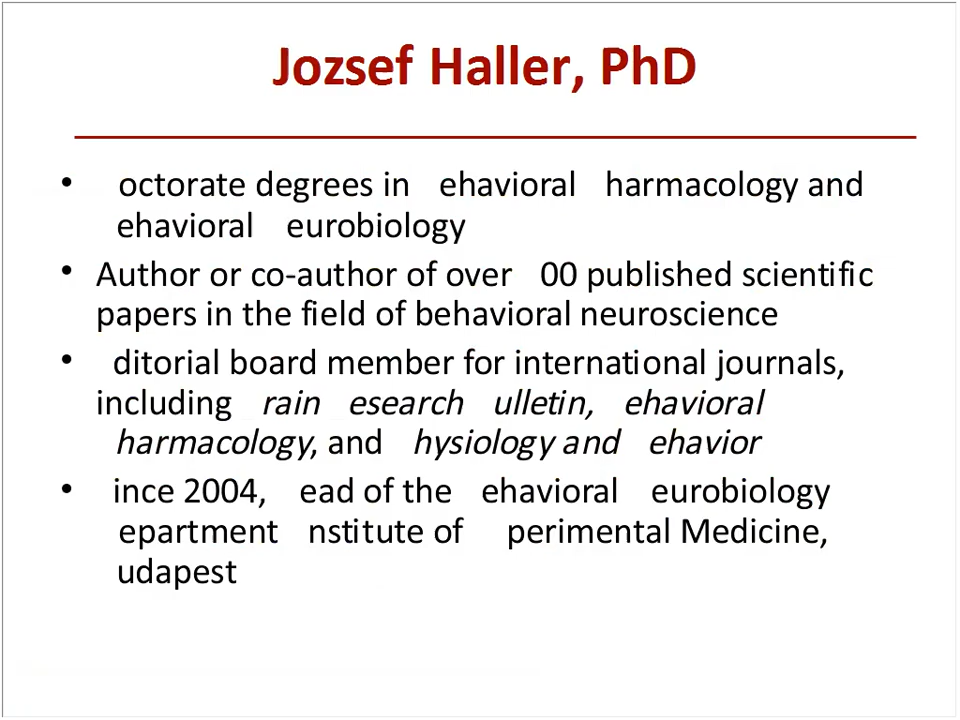 Jozsef Haller, PhD
• octorate degrees in ehavioral harmacology and
ehavioral eurobiology
• Author or co-author of over 00 published scientific
papers in the field of behavioral neuroscience
• ditorial board member for international journals,
including rain esearch ulletin, ehavioral
harmacology, and hysiology and ehavior
• ince 2004, ead of the ehavioral eurobiology
epartment nstitute of perimental Medicine,
udapest